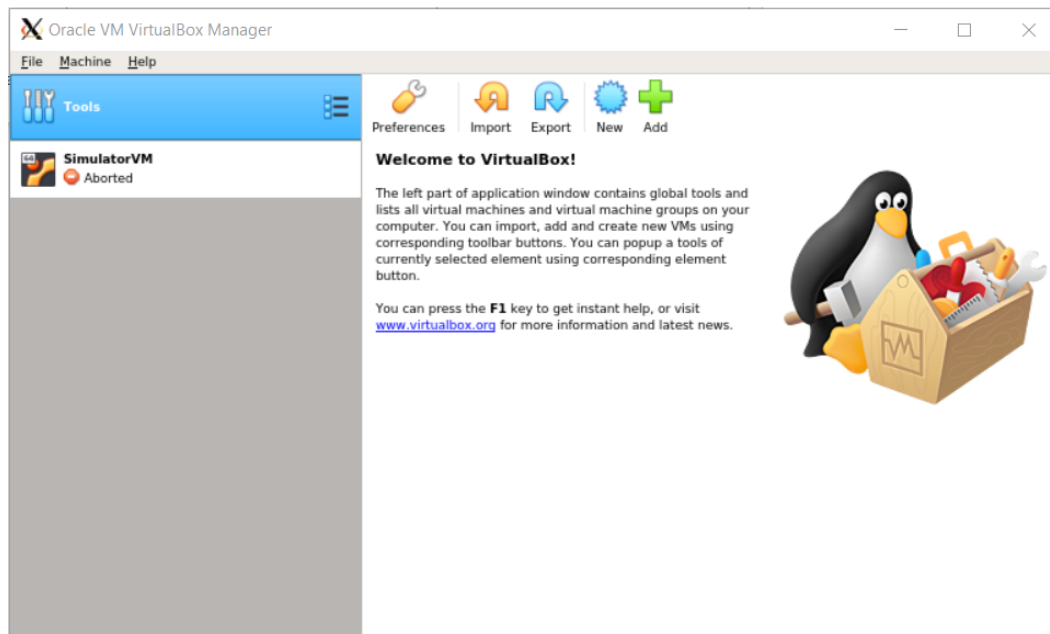 Oracle VM VirtualBox Manager
File Machine Help
Tools
SimulatorVM
64
Aborted
Preferences Import Export New Add
Welcome to VirtualBox!
The left part of application window contains global tools and
lists all virtual machines and virtual machine groups on your
computer. You can import, add and create new VMs using
corresponding toolbar buttons. You can popup a tools of
currently selected element using corresponding element
button.
You can press the F1 key to get instant help, or visit
www.virtualbox.org for more information and latest news.